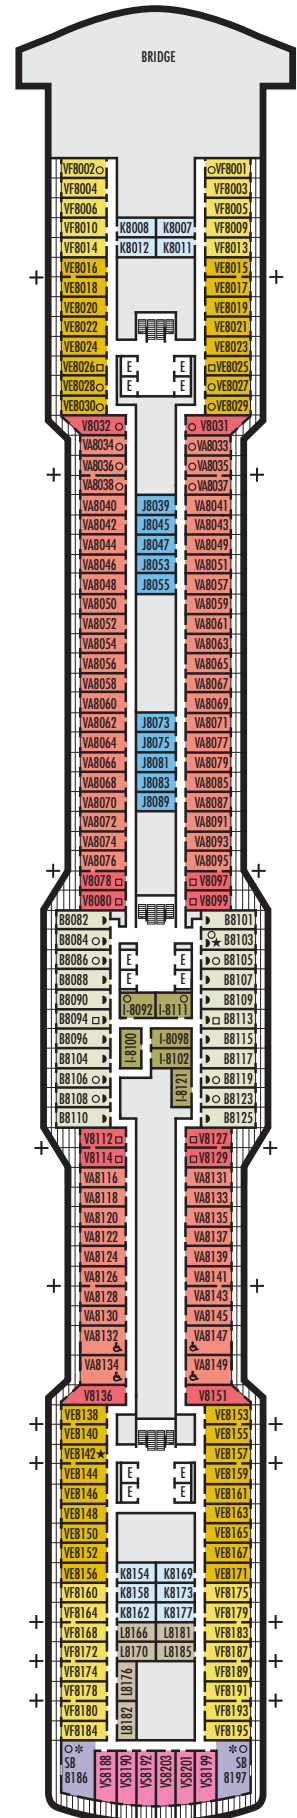 BRIDGE
VF8002 VF8001
VF8004 VF8003
VF8006 VF8005
VF8010 K8008 K8007 VF8009
VF8014 K8012 K8011 VF8013
VE8016 VE8015
VE8018 VE8017
VE8020 VE8019
VE8022 VE8021
VE8024 VE8023
VE8026 E E VE8025
VE8028 E E VE8027
VE8030 VE8029
V8032 V8031
VA8034 VA8033
VA8036 VA8035
VA8038 VA8037
VA8040 J8039 VA8041
VA8042 J8045 VA8043
VA8044 J8047 VA8049
VA8046 J8053 VA8051
VA8048 J8055 VA8057
VA8050 VA8059
VA8052 VA8061
VA8054 VA8063
VA8056 VA8065
VA8058 VA8067
VA8060 VA8069
VA8062 J8073 VA8071
VA8064 J8075 VA8077
VA8066 J8081 VA8079
VA8068 J8083 VA8085
VA8070 J8089 VA8087
VA8072 VA8091
VA8074 VA8093
VA8076 VA8095
V8078 V8097
V8080 V8099
B8082 B8101
B8084 B8103
B8086 E E B8105
B8088 E E B8107
B8090 I-8092 I-8111 B8109
B8094 B8113
B8096 I-8100 I-8098 B8115
B8104 I-8102 B8117
B8106 I-8121 B8119
B8108 B8123
B8110 B8125
V8112 V8127
V8114 V8129
VA8116 VA8131
VA8118 VA8133
VA8120 VA8135
VA8122 VA8137
VA8124 VA8139
VA8126 VA8141
VA8128 VA8143
VA8130 VA8145
VA8132 VA8147
VA8134 VA8149
V8136 V8151
VE8138 VE8153
VE8140 VE8155
VE8142 VE8157
VE8144 E E VE8159
VE8146 E E VE8161
VE8148 VE8163
VE8150 VE8165
VE8152 VE8167
VE8156 K8154 K8169 VE8171
VF8160 K8158 K8173 VF8175
VF8164 K8162 K8177 VF8179
VF8168 L8166 L8181 VF8183
VF8172 L8170 L8185 VF8187
VF8174 L8176 VF8189
VF8178 VF8191
VF8180 L8182 VF8193
VF8184 VF8195
SB 8186
VS8188 VS8190 VS8192 VS8203 VS8201 VS8199
SB 8197